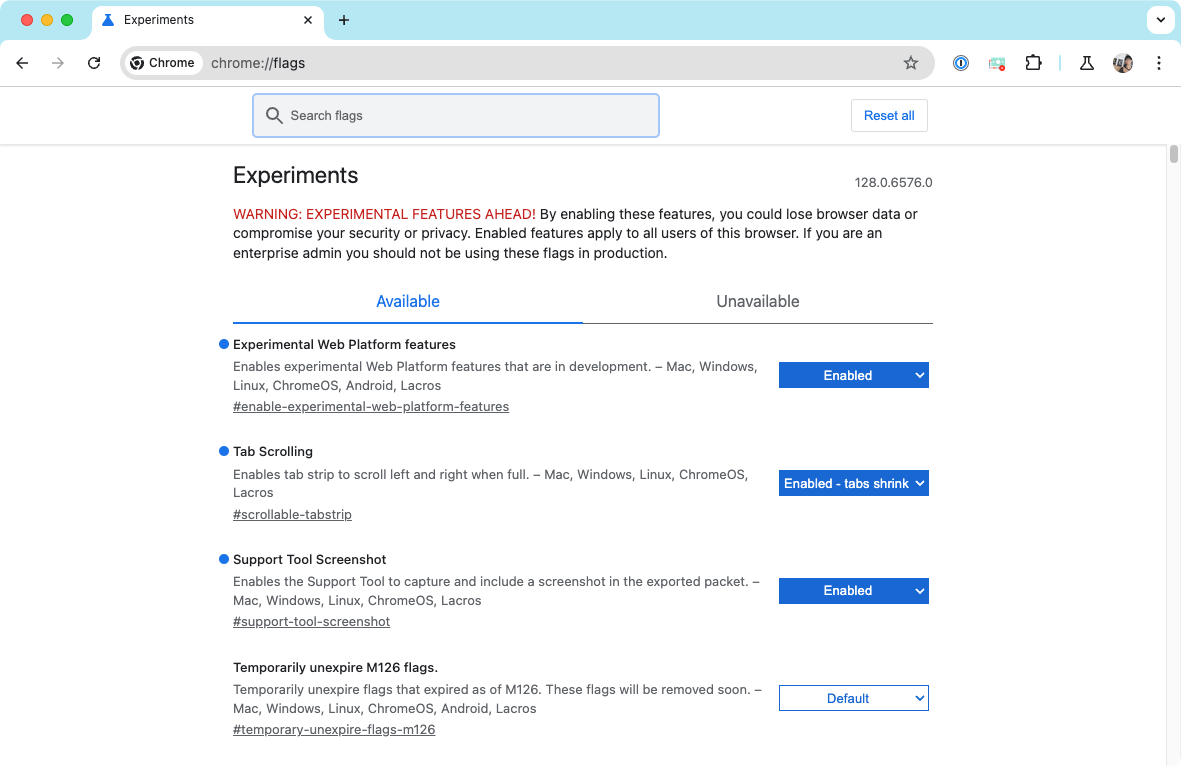 Experiments
Chrome
chrome://flags
Search flags
Reset all
Experiments
128.0.6576.0
WARNING: EXPERIMENTAL FEATURES AHEAD! By enabling these features, you could lose browser data or
compromise your security or privacy. Enabled features apply to all users of this browser. If you are an
enterprise admin you should not be using these flags in production.
Available
Unavailable
Experimental Web Platform features
Enables experimental Web Platform features that are in development. – Mac, Windows,
Linux, ChromeOS, Android, Lacros
#enable-experimental-web-platform-features
Enabled
Tab Scrolling
Enables tab strip to scroll left and right when full. – Mac, Windows, Linux, ChromeOS,
Lacros
#scrollable-tabstrip
Enabled - tabs shrink
Support Tool Screenshot
Enables the Support Tool to capture and include a screenshot in the exported packet. –
Mac, Windows, Linux, ChromeOS, Lacros
#support-tool-screenshot
Enabled
Temporarily unexpire M126 flags.
Temporarily unexpire flags that expired as of M126. These flags will be removed soon. –
Mac, Windows, Linux, ChromeOS, Android, Lacros
#temporary-unexpire-flags-m126
Default